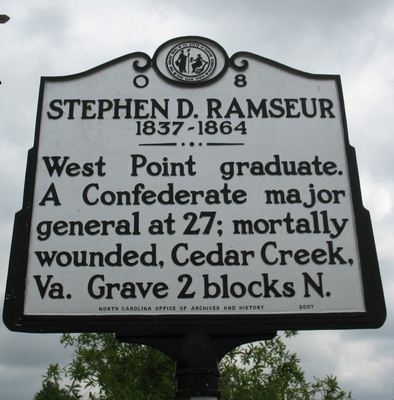 O 8
STEPHEN D. RAMSEUR
1837-1864
West Point graduate.
A Confederate major
general at 27; mortally
wounded, Cedar Creek,
Va. Grave 2 blocks N.
NORTH CAROLINA OFFICE OF ARCHIVES AND HISTORY 2007